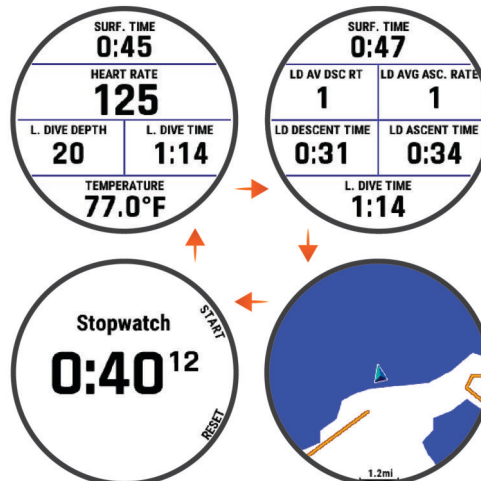 SURF. TIME
0:45
HEART RATE
125
L. DIVE DEPTH
20
L. DIVE TIME
1:14
TEMPERATURE
77.0°F
SURF. TIME
0:47
LD AV DSC RT
1
LD AVG ASC. RATE
1
LD DESCENT TIME
0:31
LD ASCENT TIME
0:34
L. DIVE TIME
1:14
Stopwatch
START
0:40 12
RESET
1.2mi